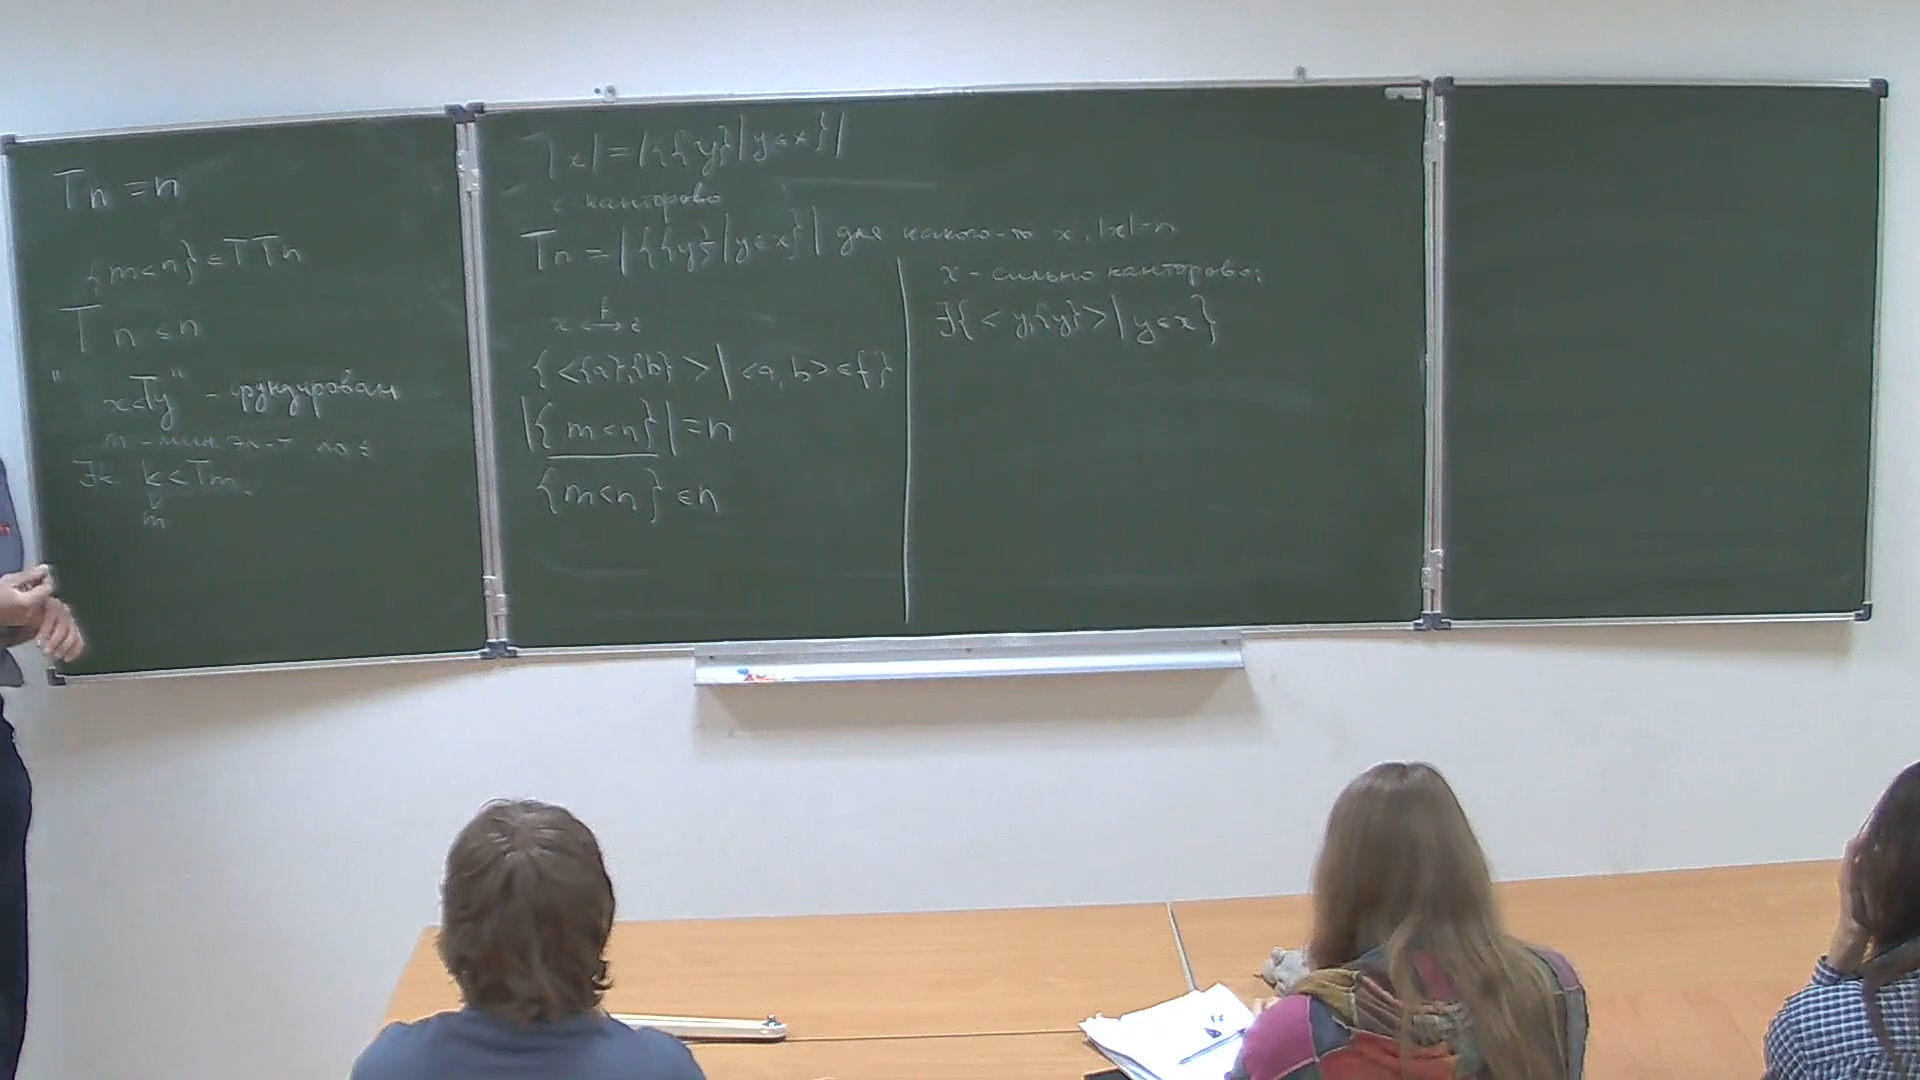 Tn = n
{m<n} ∈ TTn
Tn ≤ n
"x<Ty" - фундирован
m - мин. эл-т по ≤
∃k k < Tm
∨
m
T|x| = |{{y}|y∈x}|
x - канторово
Tn = |{{y}|y∈x}| для какого-то x, |x|=n
f
x ↔ z
{<{a},{b}>|<a,b>∈f}
|{m<n}| = n
{m<n} ∈ n
x - сильно канторово:
∃{<y,{y}>|y∈x}